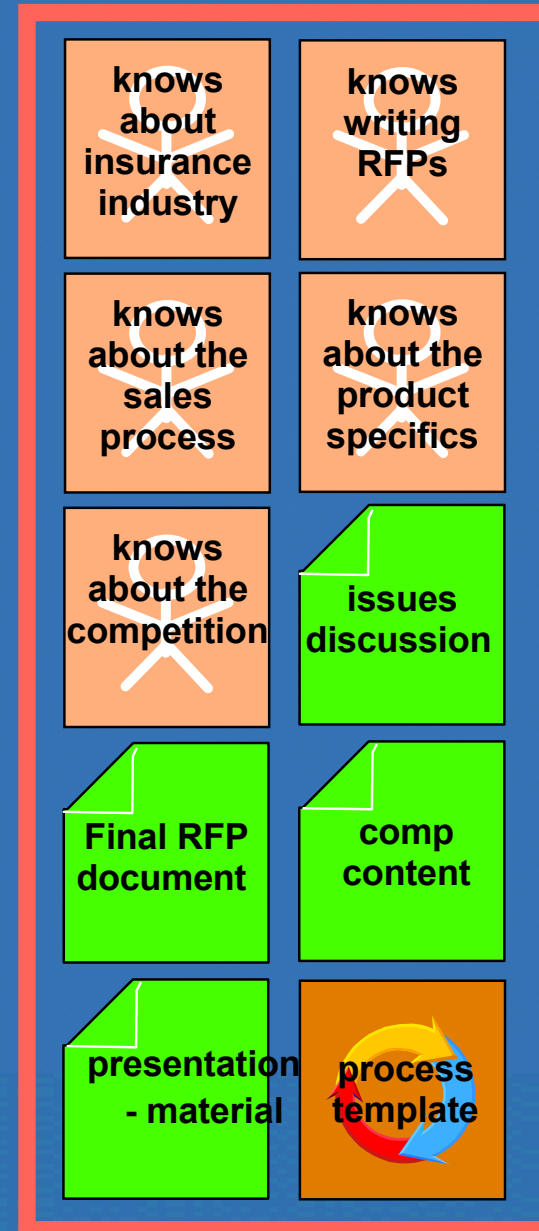 knows
about
insurance
industry
knows
writing
RFPs
knows
about the
sales
process
knows
about the
product
specifics
knows
about the
competition
issues
discussion
Final RFP
document
comp
content
presentation
- material
process
template